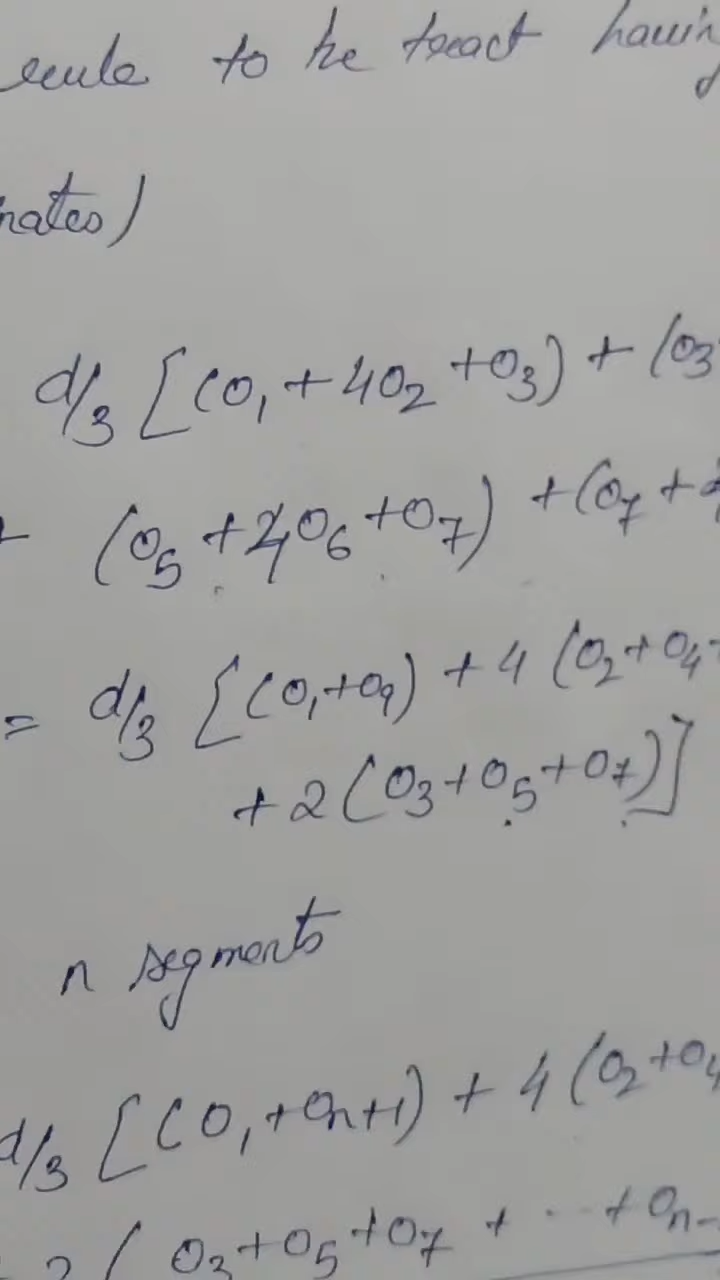 rule to the tract havin
nates)
d/3 [(O₁ + 4O₂ + O₃) + (O₃
+ (O₅ + 4O₆ + O₇) + (O₇ +
= d/3 [(O₁ + O₉) + 4 (O₂ + O₄ +
+ 2 (O₃ + O₅ + O₇)]
n segments
d/3 [(O₁ + Oₙ₊₁) + 4 (O₂ + O₄
2 ( O₃ + O₅ + O₇ + ... + Oₙ₋